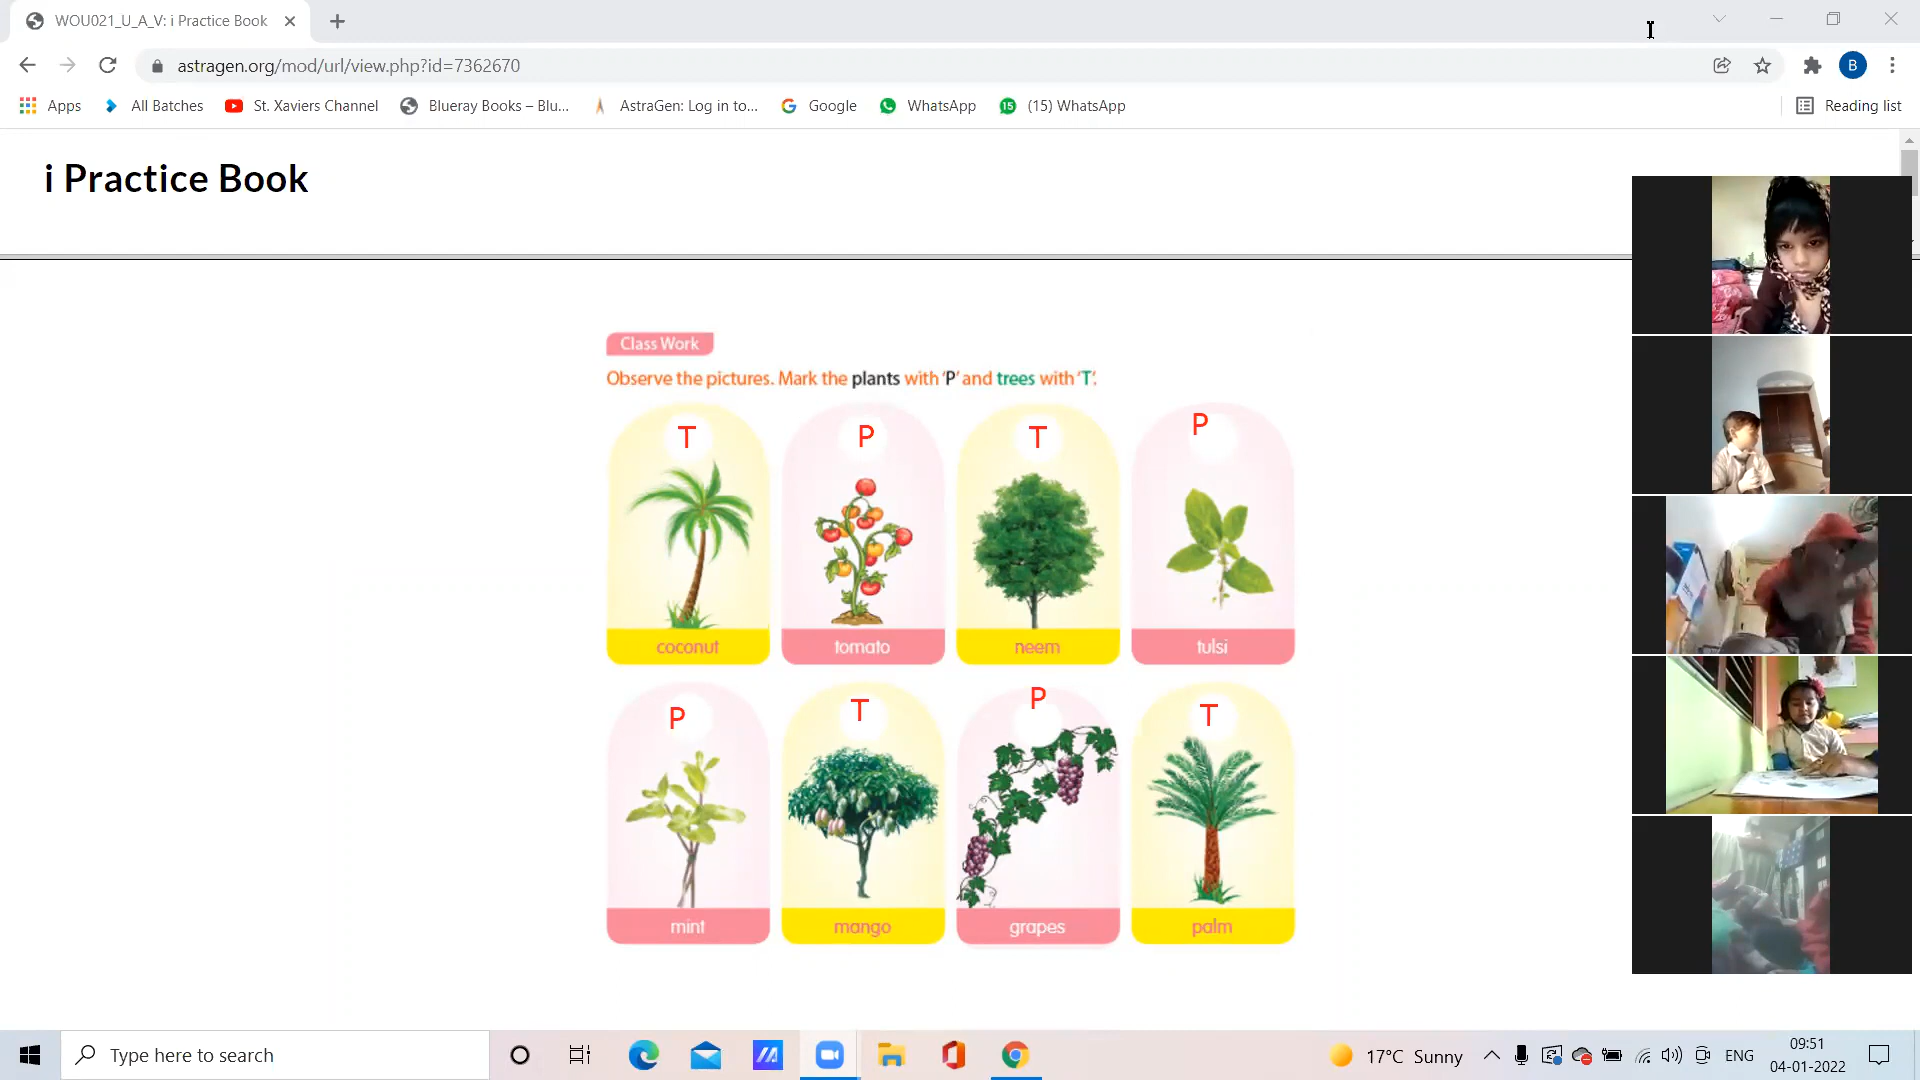 WOU021_U_A_V: i Practice Book
astragen.org/mod/url/view.php?id=7362670
B
Apps All Batches St. Xaviers Channel Blueray Books – Blu... AstraGen: Log in to... Google WhatsApp 15 (15) WhatsApp Reading list
i Practice Book
Class Work
Observe the pictures. Mark the plants with ‘P’ and trees with ‘T’.
T P T P
coconut tomato neem tulsi
P T P T
mint mango grapes palm
Type here to search
17°C Sunny
ENG
09:51
04-01-2022